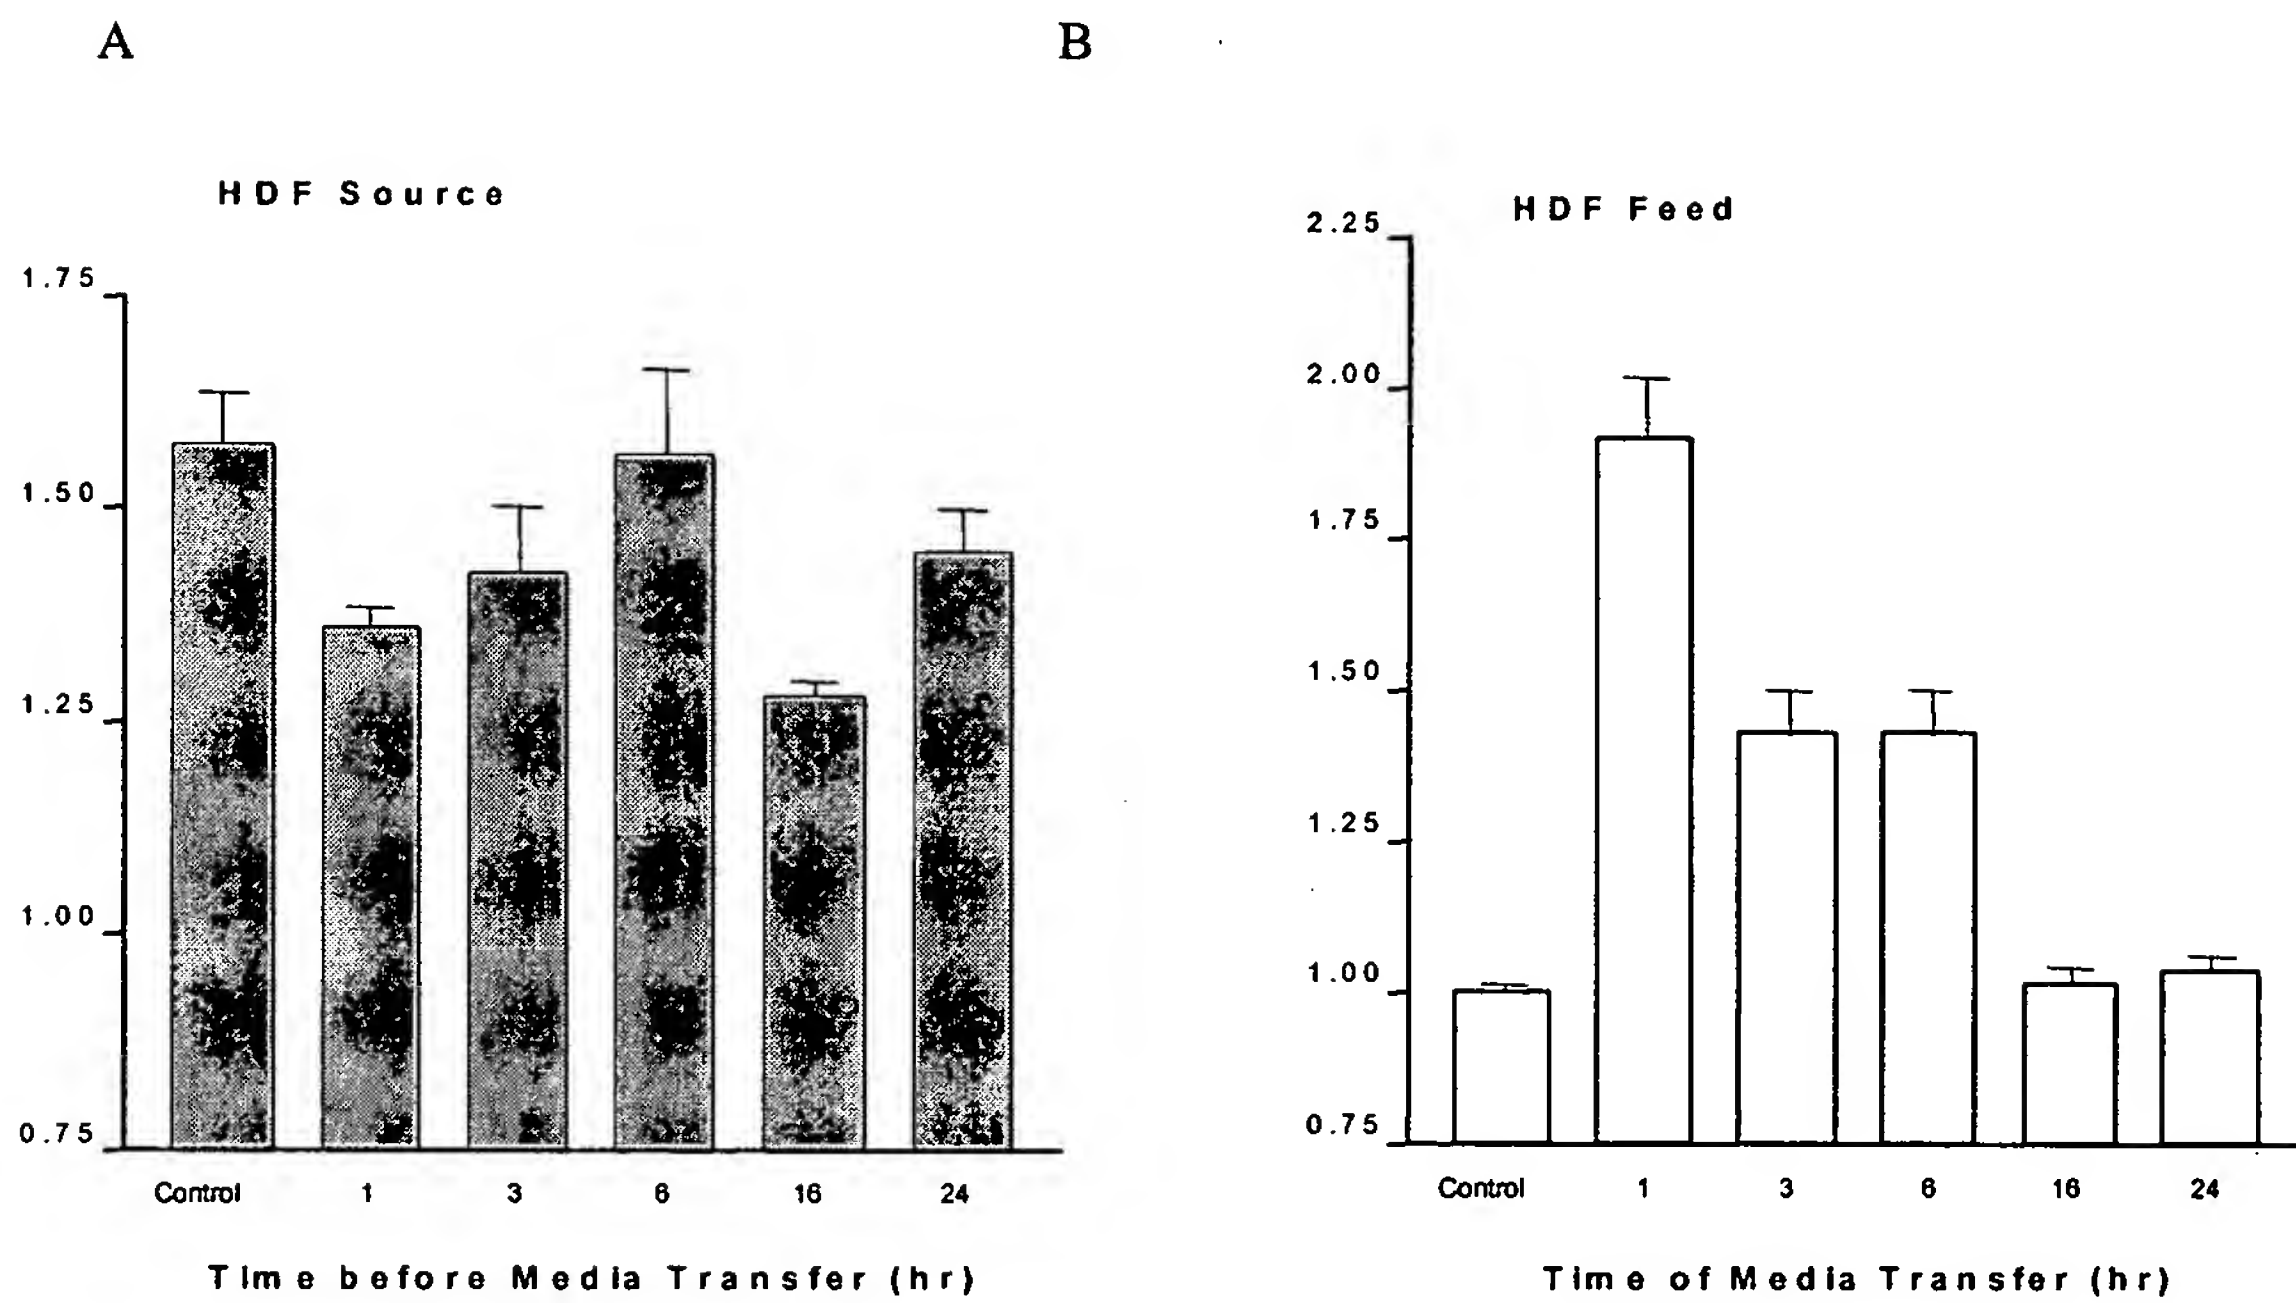 A
B
HDF Source
1.75
1.50
1.25
1.00
0.75
Control 1 3 6 16 24
Time before Media Transfer (hr)
HDF Feed
2.25
2.00
1.75
1.50
1.25
1.00
0.75
Control 1 3 6 16 24
Time of Media Transfer (hr)